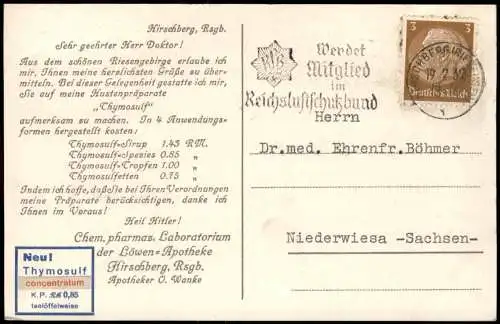 Hirschberg, Rsgb.
Sehr geehrter Herr Doktor!
Aus dem schönen Riesengebirge erlaube ich
mir, Ihnen meine herzlichsten Grüße zu über-
mitteln. Bei dieser Gelegenheit gestatte ich mir,
Sie auf meine Hustenpräparate
„Thymosulf"
aufmerksam zu machen. In 4 Anwendungs-
formen hergestellt kosten:
Thymosulf=Sirup 1.43 RM.
Thymosulf=Spezies 0.85 "
Thymosulf=Tropfen 1.00 "
Thymosulfetten 0.75 "
Indem ich hoffe, daß Sie bei Ihren Verordnungen
meine Präparate berücksichtigen, danke ich
Ihnen im Voraus!
Heil Hitler!
Chem. pharmaz. Laboratorium
der Löwen=Apotheke
Hirschberg, Rsgb.
Apotheker O. Wanke
Neu!
Thymosulf
concentratum
K.P. RM 0,85
teelöffelweise
Werdet
Mitglied
im
Reichsluftschutzbund
3 3
Deutsches Reich
Herrn
Dr.med. Ehrenfr.Böhmer
Niederwiesa -Sachsen-